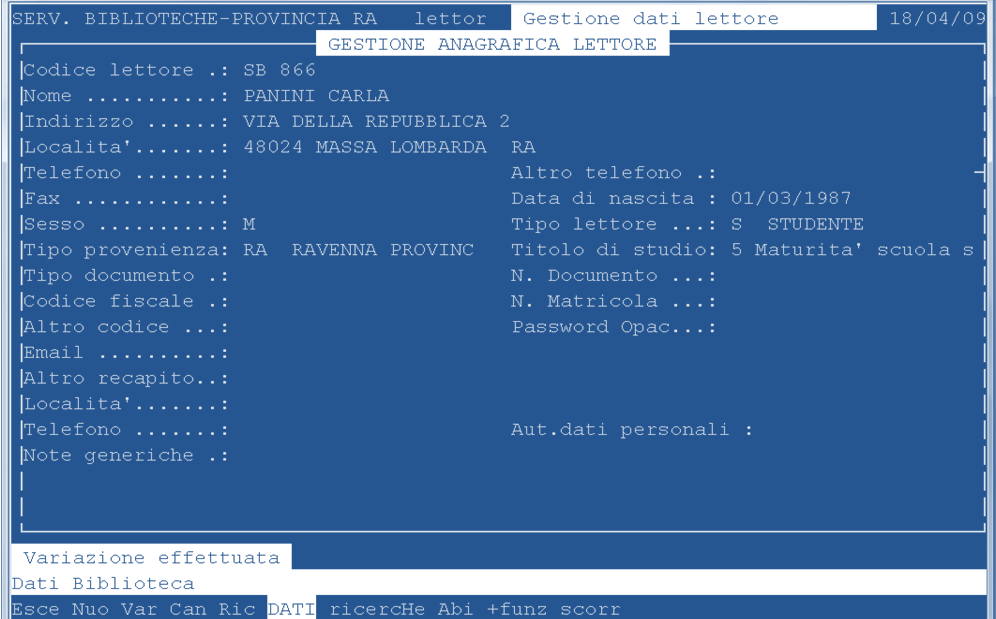 SERV. BIBLIOTECHE-PROVINCIA RA lettor Gestione dati lettore 18/04/09
GESTIONE ANAGRAFICA LETTORE
Codice lettore .: SB 866
Nome ...........: PANINI CARLA
Indirizzo ......: VIA DELLA REPUBBLICA 2
Localita'.......: 48024 MASSA LOMBARDA RA
Telefono .......: Altro telefono .:
Fax ............: Data di nascita : 01/03/1987
Sesso ..........: M Tipo lettore ...: S STUDENTE
Tipo provenienza: RA RAVENNA PROVINC Titolo di studio: 5 Maturita' scuola s
Tipo documento .: N. Documento ...:
Codice fiscale .: N. Matricola ...:
Altro codice ...: Password Opac...:
Email ..........:
Altro recapito..:
Localita'.......:
Telefono .......: Aut.dati personali :
Note generiche .:
Variazione effettuata
Dati Biblioteca
Esce Nuo Var Can Ric DATI ricercHe Abi +funz scorr